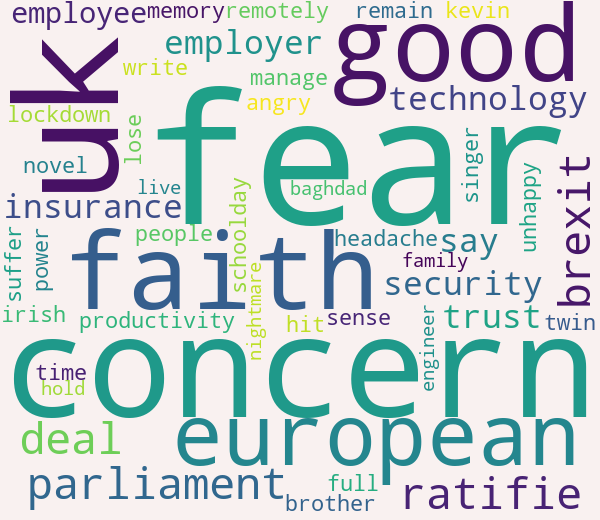 employee
memory
remotely
remain
kevin
uk
employer
good
write
manage
technology
lockdown
angry
lose
fear
novel
live
baghdad
singer
brexit
insurance
schoolday
unhappy
suffer
power
people
faith
headache
say
family
security
irish
productivity
nightmare
hit
sense
engineer
trust
twin
time
hold
concern
deal
european
parliament
full
brother
ratifie